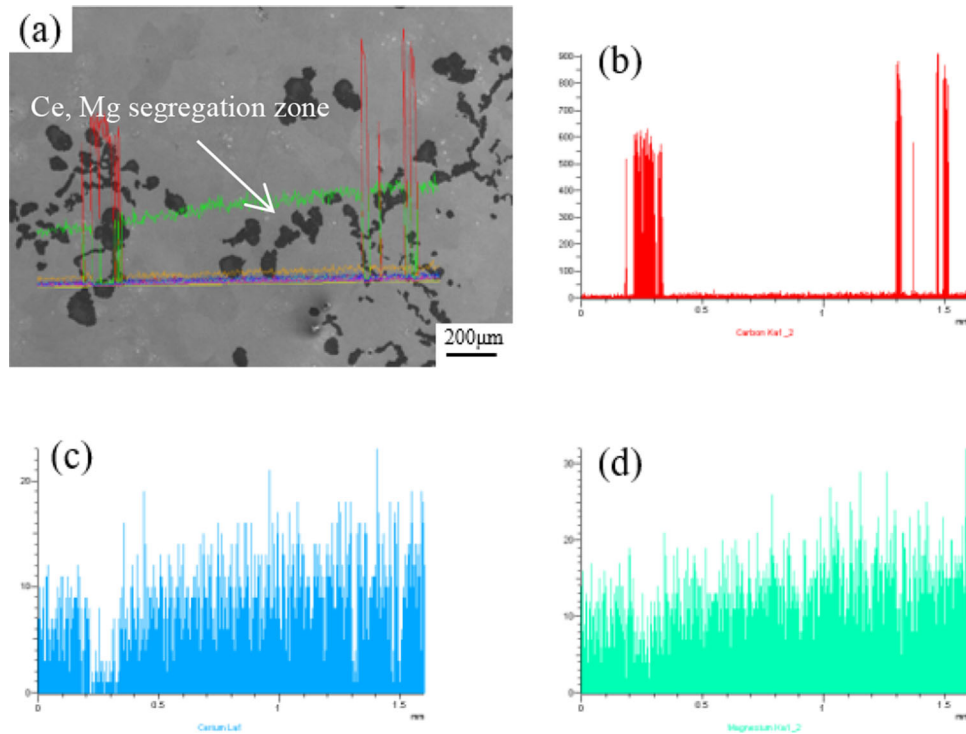 (a)
Ce, Mg segregation zone
200μm
(b)
900
800
700
600
500
400
300
200
100
0
0 0.5 1 1.5
mm
Carbon Ka1_2
(c)
20
10
0
0 0.5 1 1.5
mm
Cerium La1
(d)
30
20
10
0
0 0.5 1 1.5
mm
Magnesium Ka1_2